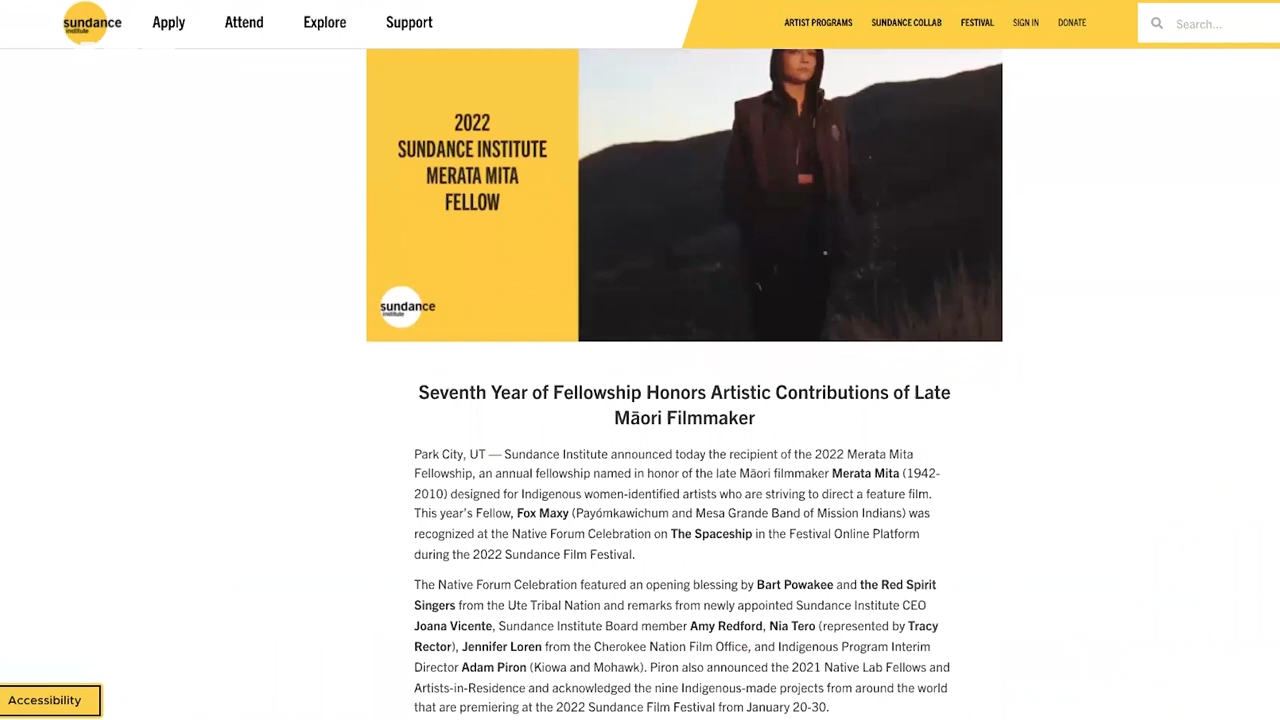 sundance
institute
Apply
Attend
Explore
Support
ARTIST PROGRAMS
SUNDANCE COLLAB
FESTIVAL
SIGN IN
DONATE
Search...
2022
SUNDANCE INSTITUTE
MERATA MITA
FELLOW
sundance
institute
Seventh Year of Fellowship Honors Artistic Contributions of Late
Māori Filmmaker
Park City, UT — Sundance Institute announced today the recipient of the 2022 Merata Mita
Fellowship, an annual fellowship named in honor of the late Māori filmmaker Merata Mita (1942-
2010) designed for Indigenous women-identified artists who are striving to direct a feature film.
This year's Fellow, Fox Maxy (Payómkawichum and Mesa Grande Band of Mission Indians) was
recognized at the Native Forum Celebration on The Spaceship in the Festival Online Platform
during the 2022 Sundance Film Festival.
The Native Forum Celebration featured an opening blessing by Bart Powakee and the Red Spirit
Singers from the Ute Tribal Nation and remarks from newly appointed Sundance Institute CEO
Joana Vicente, Sundance Institute Board member Amy Redford, Nia Tero (represented by Tracy
Rector), Jennifer Loren from the Cherokee Nation Film Office, and Indigenous Program Interim
Director Adam Piron (Kiowa and Mohawk). Piron also announced the 2021 Native Lab Fellows and
Artists-in-Residence and acknowledged the nine Indigenous-made projects from around the world
that are premiering at the 2022 Sundance Film Festival from January 20-30.
Accessibility